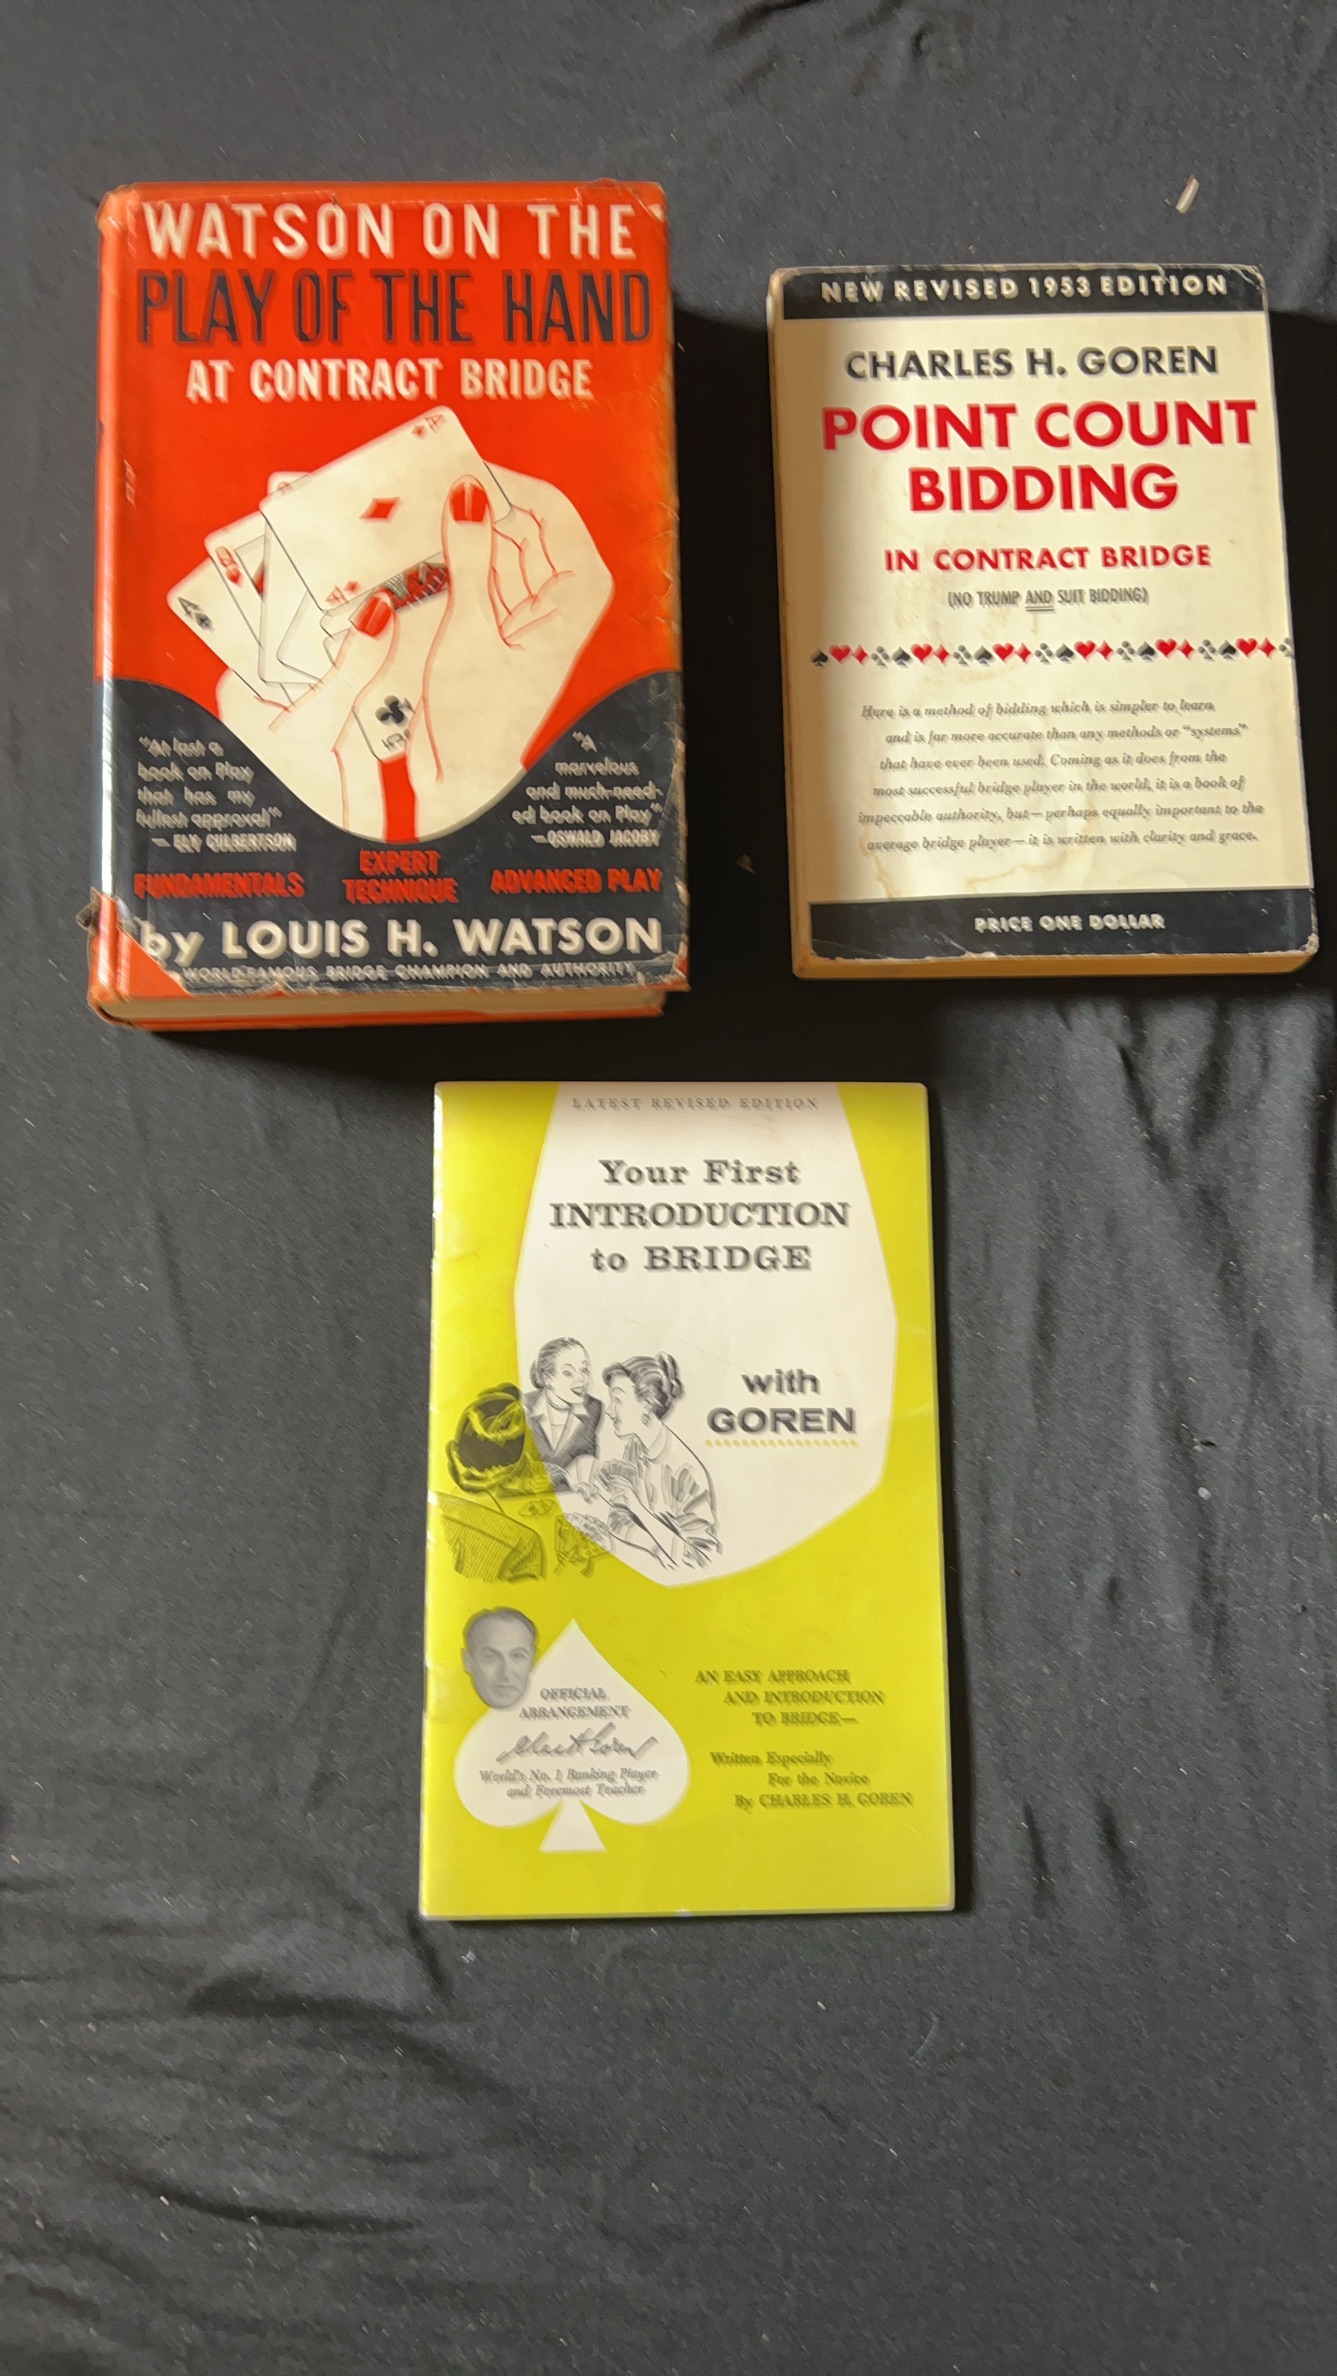 WATSON ON THE
PLAY OF THE HAND
AT CONTRACT BRIDGE
"At last a
book on Play
that has my
fullest approval"
— ELY CULBERTSON
"A
marvelous
and much-need-
ed book on Play"
—OSWALD JACOBY
FUNDAMENTALS
EXPERT
TECHNIQUE
ADVANCED PLAY
by LOUIS H. WATSON
WORLD-FAMOUS BRIDGE CHAMPION AND AUTHORITY
NEW REVISED 1953 EDITION
CHARLES H. GOREN
POINT COUNT
BIDDING
IN CONTRACT BRIDGE
(NO TRUMP AND SUIT BIDDING)
Here is a method of bidding which is simpler to learn
and is far more accurate than any methods or "systems"
that have ever been used. Coming as it does from the
most successful bridge player in the world, it is a book of
impeccable authority, but—perhaps equally important to the
average bridge player—it is written with clarity and grace.
PRICE ONE DOLLAR
LATEST REVISED EDITION
Your First
INTRODUCTION
to BRIDGE
with
GOREN
OFFICIAL
ARRANGEMENT
Chas H Goren
World's No. 1 Ranking Player
and Foremost Teacher
AN EASY APPROACH
AND INTRODUCTION
TO BRIDGE—
Written Especially
For the Novice
By CHARLES H. GOREN